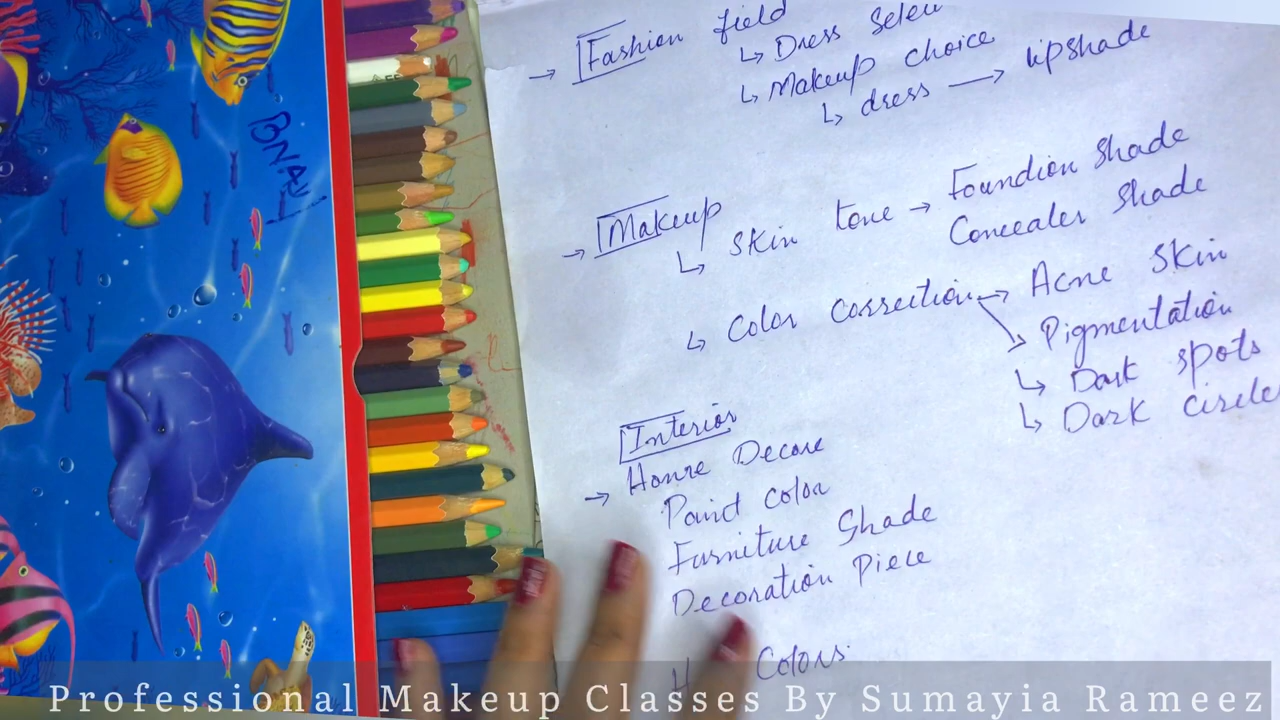 → Fashion field
↳ Dress
↳ Makeup choice
↳ dress → lipshade
→ Makeup
↳ Skin tone → Foundion Shade
Concealer Shade
↳ Color correction → Acne Skin
Pigmentation
↳ Dark spots
↳ Dark circle
Interior
→ Home Decore
Paint color
Furniture Shade
Decoration Piece
Colors
BNAY
Professional Makeup Classes By Sumayia Rameez